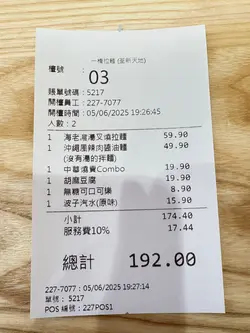 一樓拉麵 (皇新天地)
檯號
03
賬單號碼：5217
開檯員工：227-7077
開檯時間：05/06/2025 19:26:45
人數：2
1 海老湯叉燒拉麵 59.90
1 沖繩風辣肉醬油麵 49.90
(沒有湯的拌麵)
1 中華燒賣Combo 19.90
1 胡麻豆腐 19.90
1 無糖可口可樂 8.90
1 波子汽水(原味) 15.90
小計 174.40
服務費10% 17.44
總計 192.00
227-7077：05/06/2025 19:27:14
單號：5217
POS 編號：227POS1